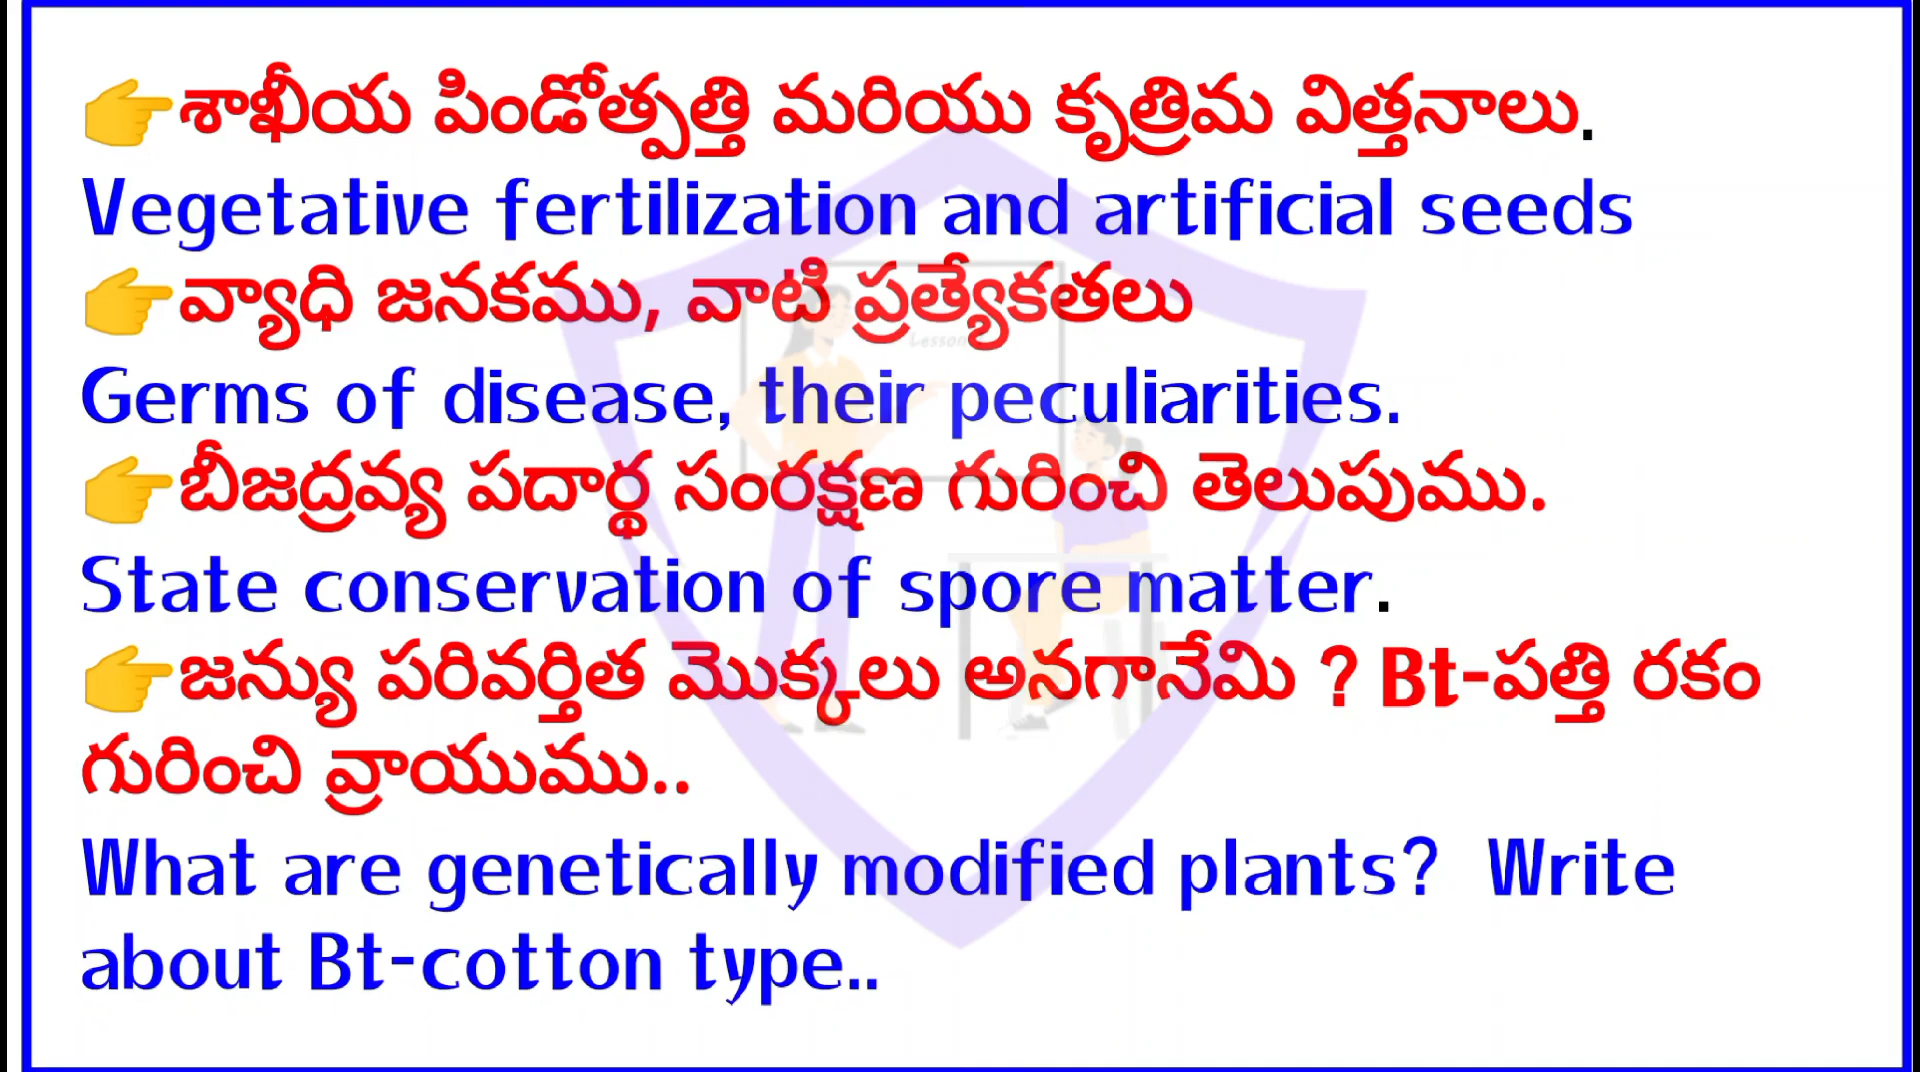 👉శాఖీయ పిండోత్పత్తి మరియు కృత్రిమ విత్తనాలు.
Vegetative fertilization and artificial seeds
👉వ్యాధి జనకము, వాటి ప్రత్యేకతలు
Lesson
Germs of disease, their peculiarities.
👉బీజద్రవ్య పదార్థ సంరక్షణ గురించి తెలుపుము.
State conservation of spore matter.
👉జన్యు పరివర్తిత మొక్కలు అనగానేమి ? Bt-పత్తి రకం
గురించి వ్రాయుము..
What are genetically modified plants? Write
about Bt-cotton type..